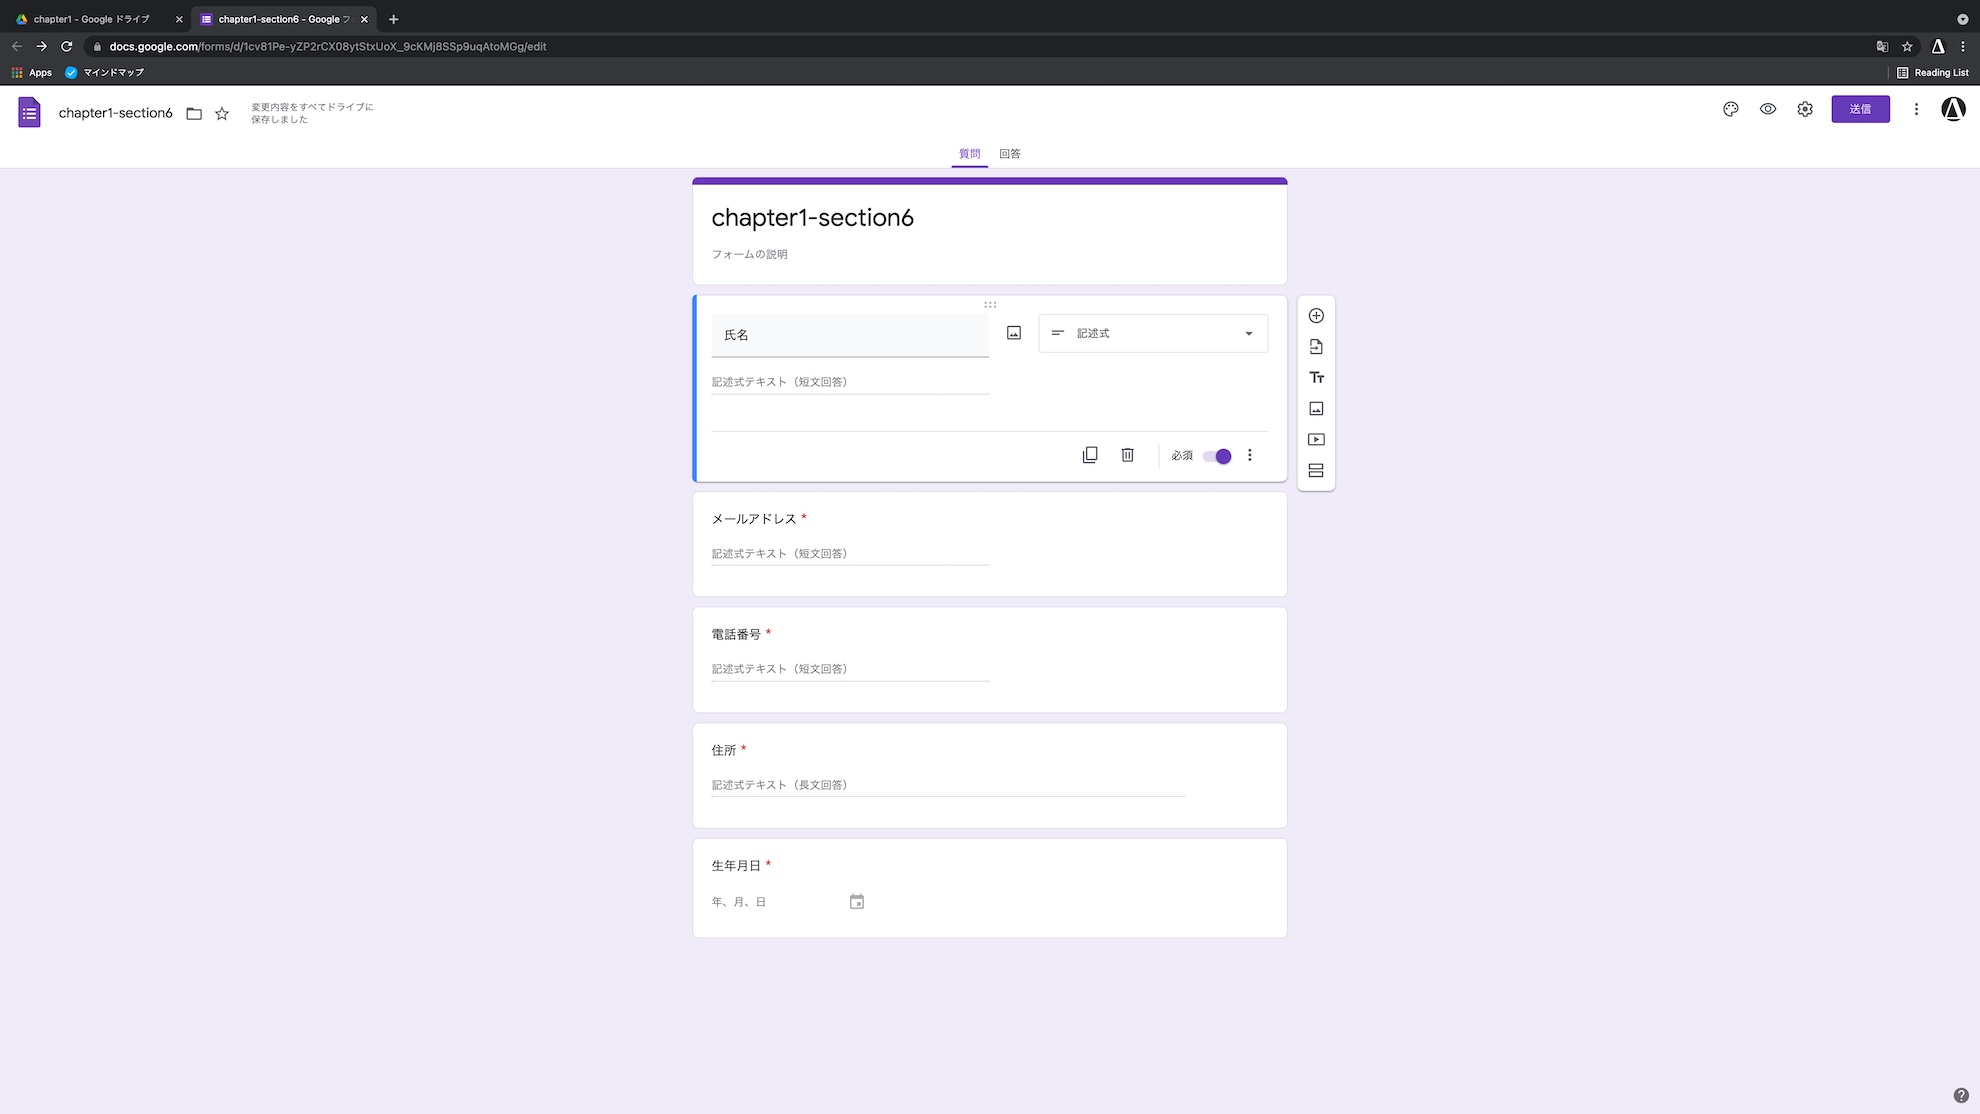 chapter1 - Google ドライブ
chapter1-section6 - Google フ
docs.google.com/forms/d/1cv81Pe-yZP2rCX08ytStxUoX_9cKMj8SSp9uqAtoMGg/edit
Apps
マインドマップ
Reading List
chapter1-section6
変更内容をすべてドライブに
保存しました
送信
質問
回答
chapter1-section6
フォームの説明
氏名
記述式
記述式テキスト（短文回答）
必須
メールアドレス *
記述式テキスト（短文回答）
電話番号 *
記述式テキスト（短文回答）
住所 *
記述式テキスト（長文回答）
生年月日 *
年、月、日